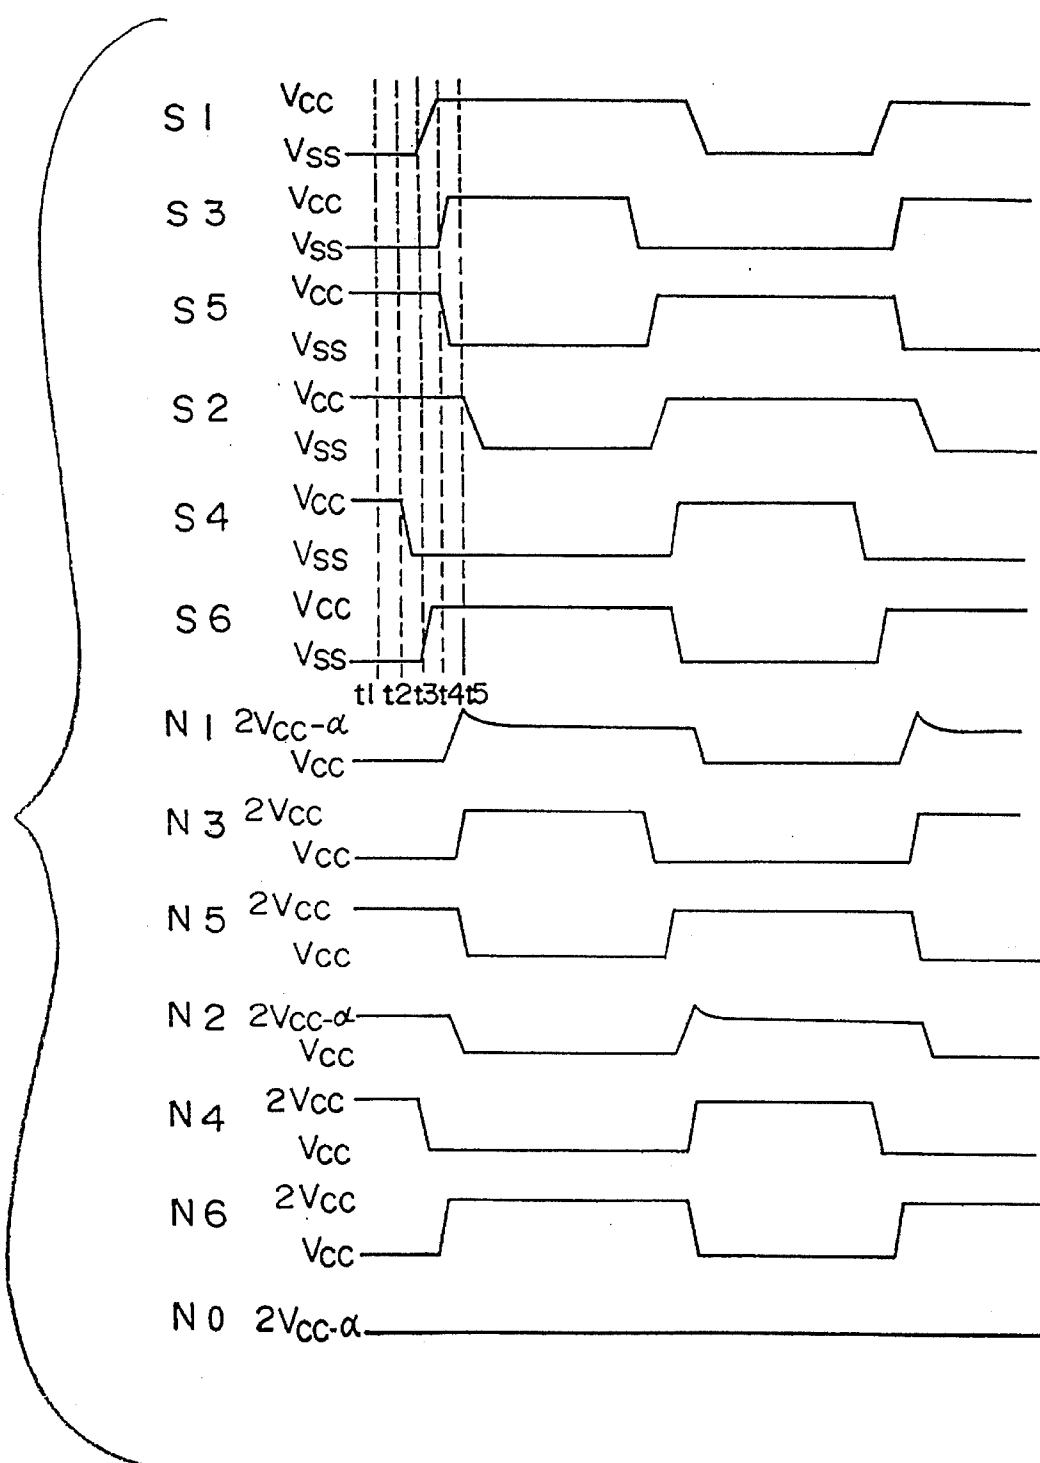 S1 VCC
VSS
S3 VCC
VSS
S5 VCC
VSS
S2 VCC
VSS
S4 VCC
VSS
S6 VCC
VSS
t1 t2 t3 t4 t5
N1 2VCC-α
VCC
N3 2VCC
VCC
N5 2VCC
VCC
N2 2VCC-α
VCC
N4 2VCC
VCC
N6 2VCC
VCC
N0 2VCC-α